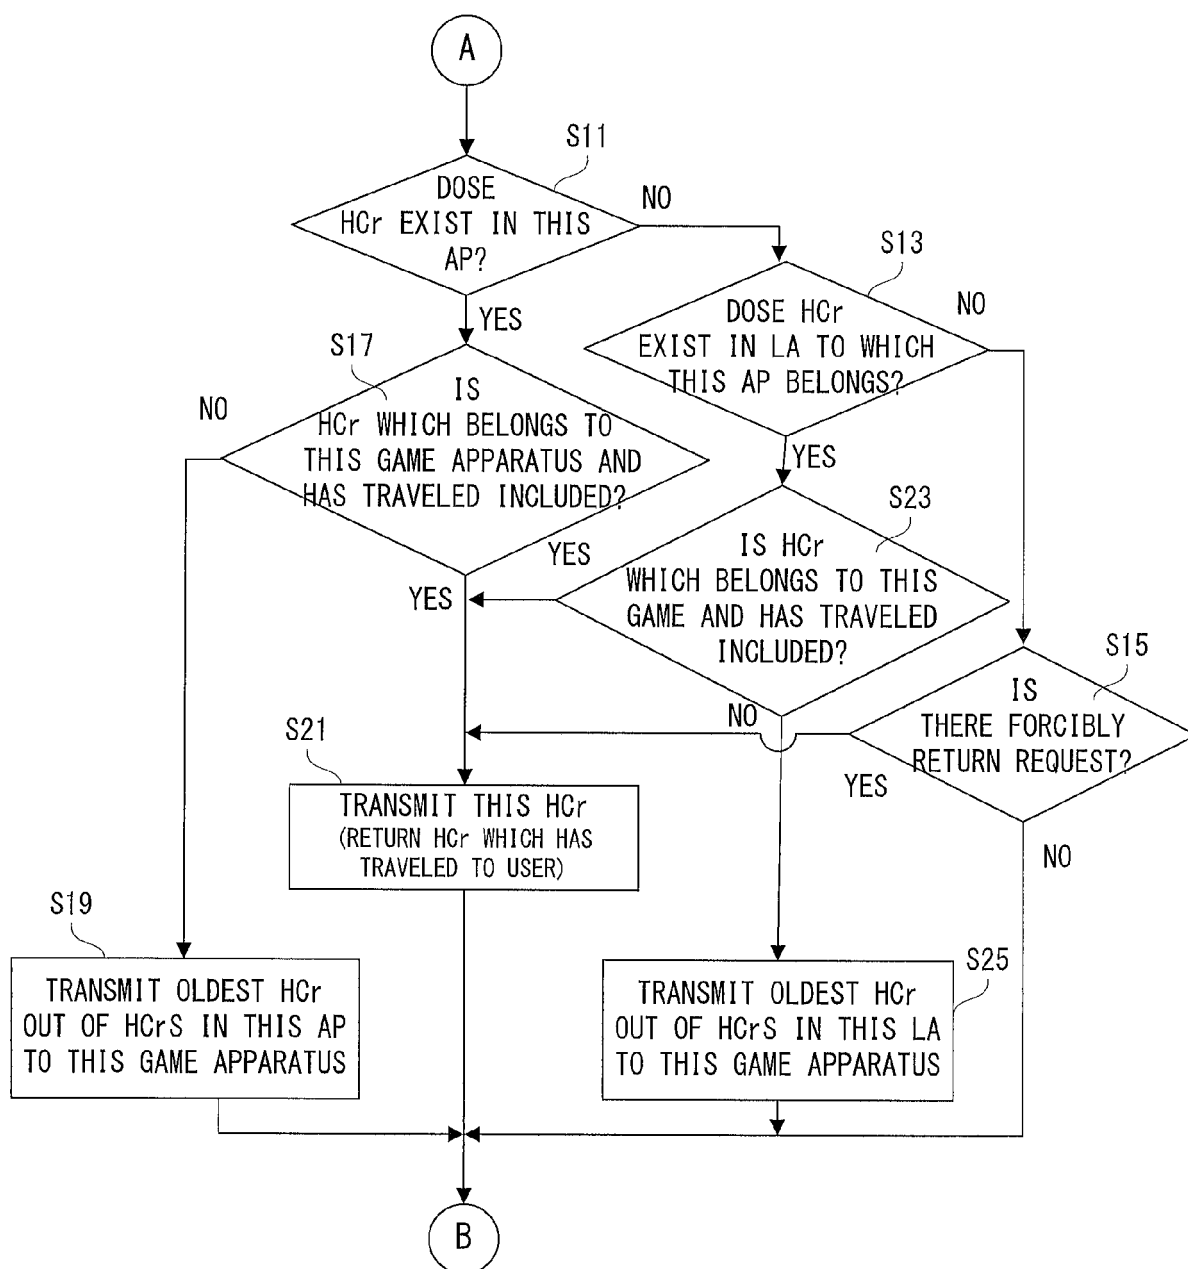 A
S11
DOSE
HCr EXIST IN THIS
AP?
NO
YES
S13
DOSE HCr
EXIST IN LA TO WHICH
THIS AP BELONGS?
NO
YES
S17
IS
HCr WHICH BELONGS TO
THIS GAME APPARATUS AND
HAS TRAVELED INCLUDED?
NO
YES
S23
IS HCr
WHICH BELONGS TO THIS
GAME AND HAS TRAVELED
INCLUDED?
YES
NO
S15
IS
THERE FORCIBLY
RETURN REQUEST?
YES
NO
S21
TRANSMIT THIS HCr
(RETURN HCr WHICH HAS
TRAVELED TO USER)
S19
TRANSMIT OLDEST HCr
OUT OF HCrS IN THIS AP
TO THIS GAME APPARATUS
S25
TRANSMIT OLDEST HCr
OUT OF HCrS IN THIS LA
TO THIS GAME APPARATUS
B